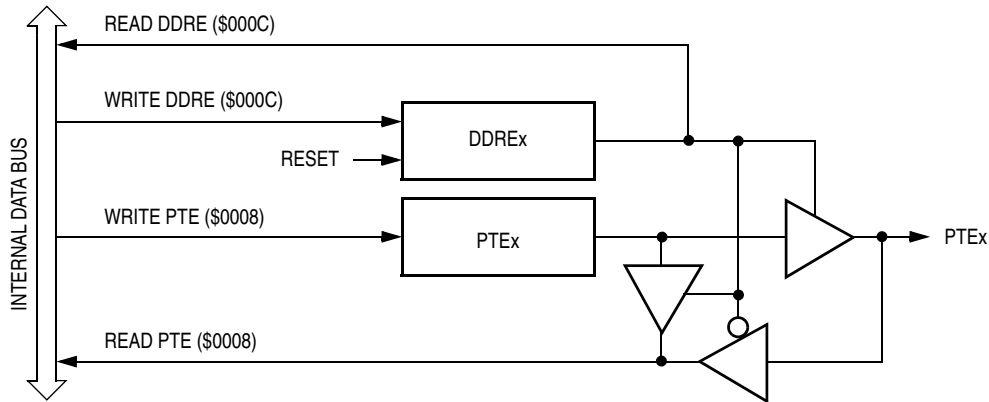 READ DDRE ($000C)
WRITE DDRE ($000C)
DDREx
RESET
WRITE PTE ($0008)
PTEx
PTEx
READ PTE ($0008)
INTERNAL DATA BUS